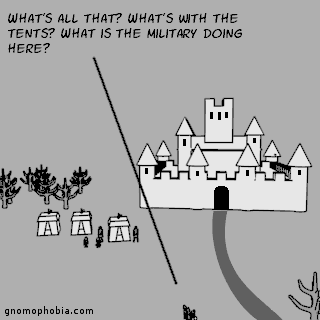 WHAT'S ALL THAT? WHAT'S WITH THE
TENTS? WHAT IS THE MILITARY DOING
HERE?
gnomophobia.com